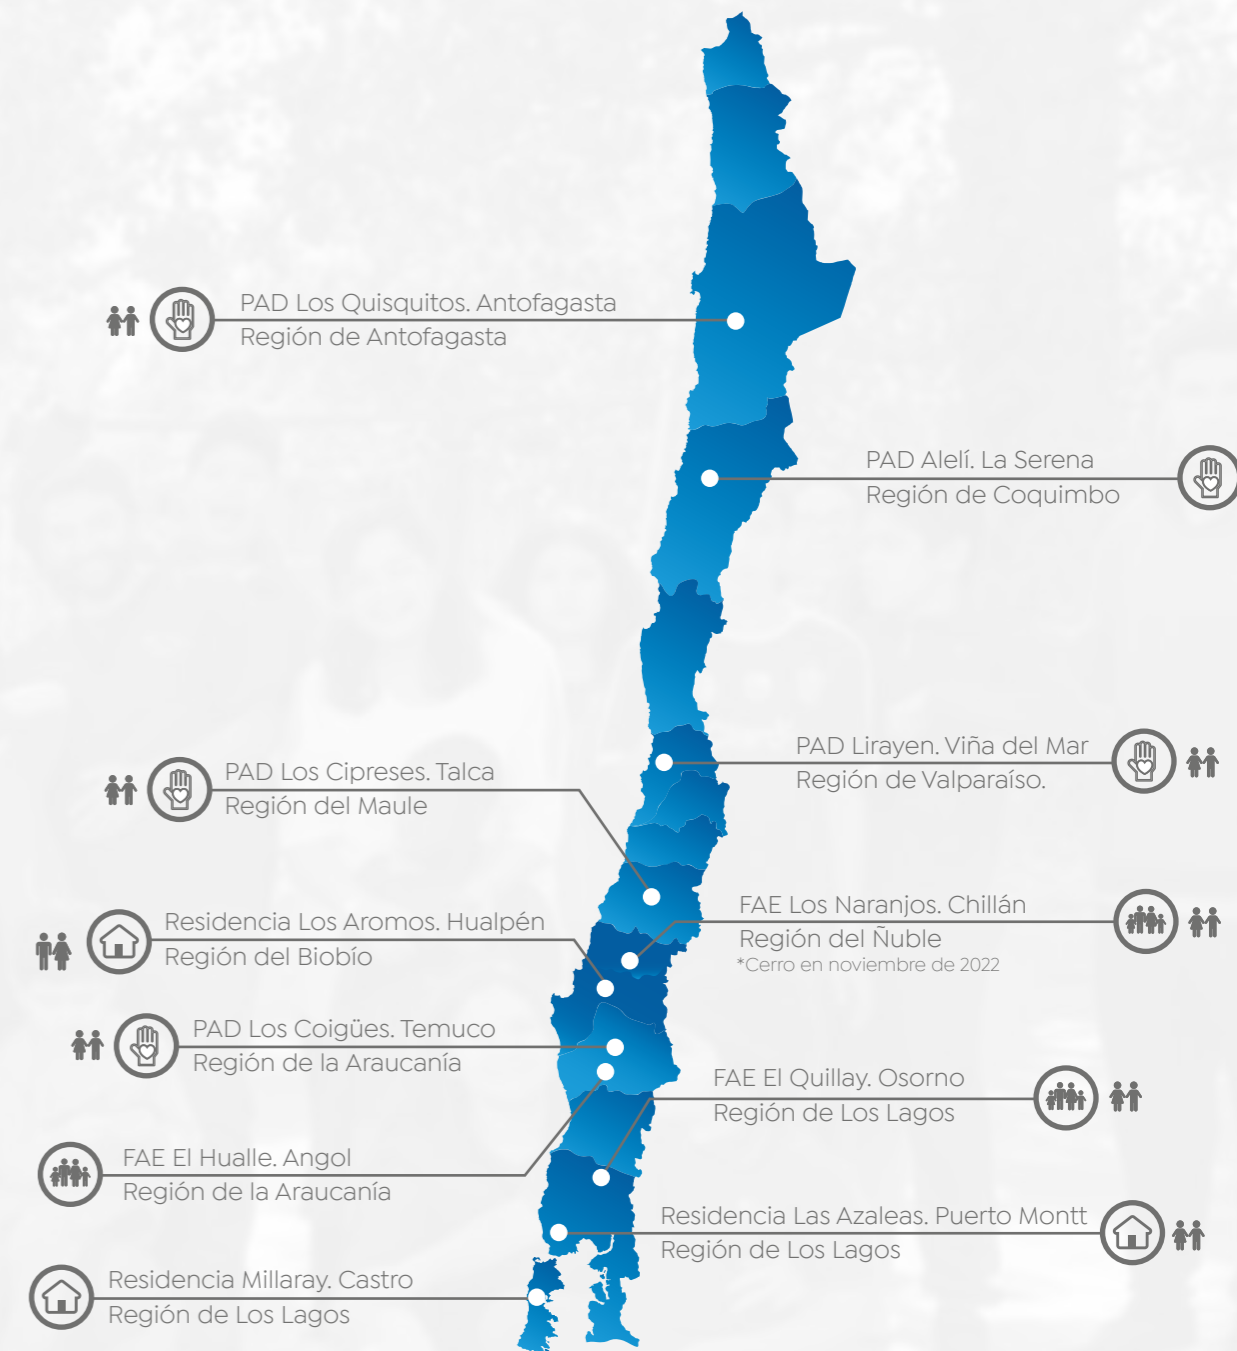 PAD Los Quisquitos. Antofagasta
Región de Antofagasta
PAD Alelí. La Serena
Región de Coquimbo
PAD Lirayen. Viña del Mar
Región de Valparaíso.
PAD Los Cipreses. Talca
Región del Maule
FAE Los Naranjos. Chillán
Región del Ñuble
*Cerro en noviembre de 2022
Residencia Los Aromos. Hualpén
Región del Biobío
PAD Los Coigües. Temuco
Región de la Araucanía
FAE El Quillay. Osorno
Región de Los Lagos
FAE El Hualle. Angol
Región de la Araucanía
Residencia Las Azaleas. Puerto Montt
Región de Los Lagos
Residencia Millaray. Castro
Región de Los Lagos